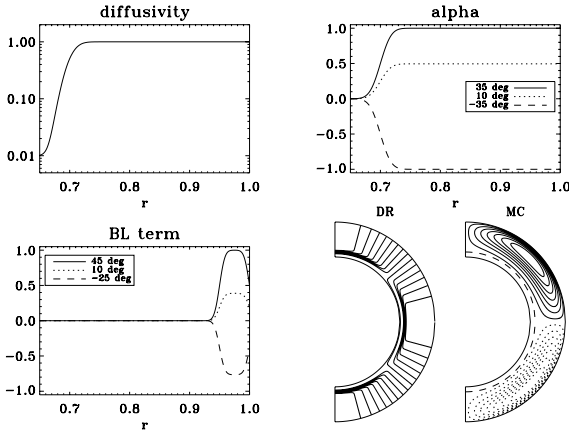 diffusivity
1.00
0.10
0.01
0.7 0.8 0.9 1.0
r
alpha
1.0
0.5
0.0
-0.5
-1.0
35 deg
10 deg
-35 deg
0.7 0.8 0.9 1.0
r
BL term
1.0
0.5
0.0
-0.5
-1.0
45 deg
10 deg
-25 deg
0.7 0.8 0.9 1.0
r
DR
MC